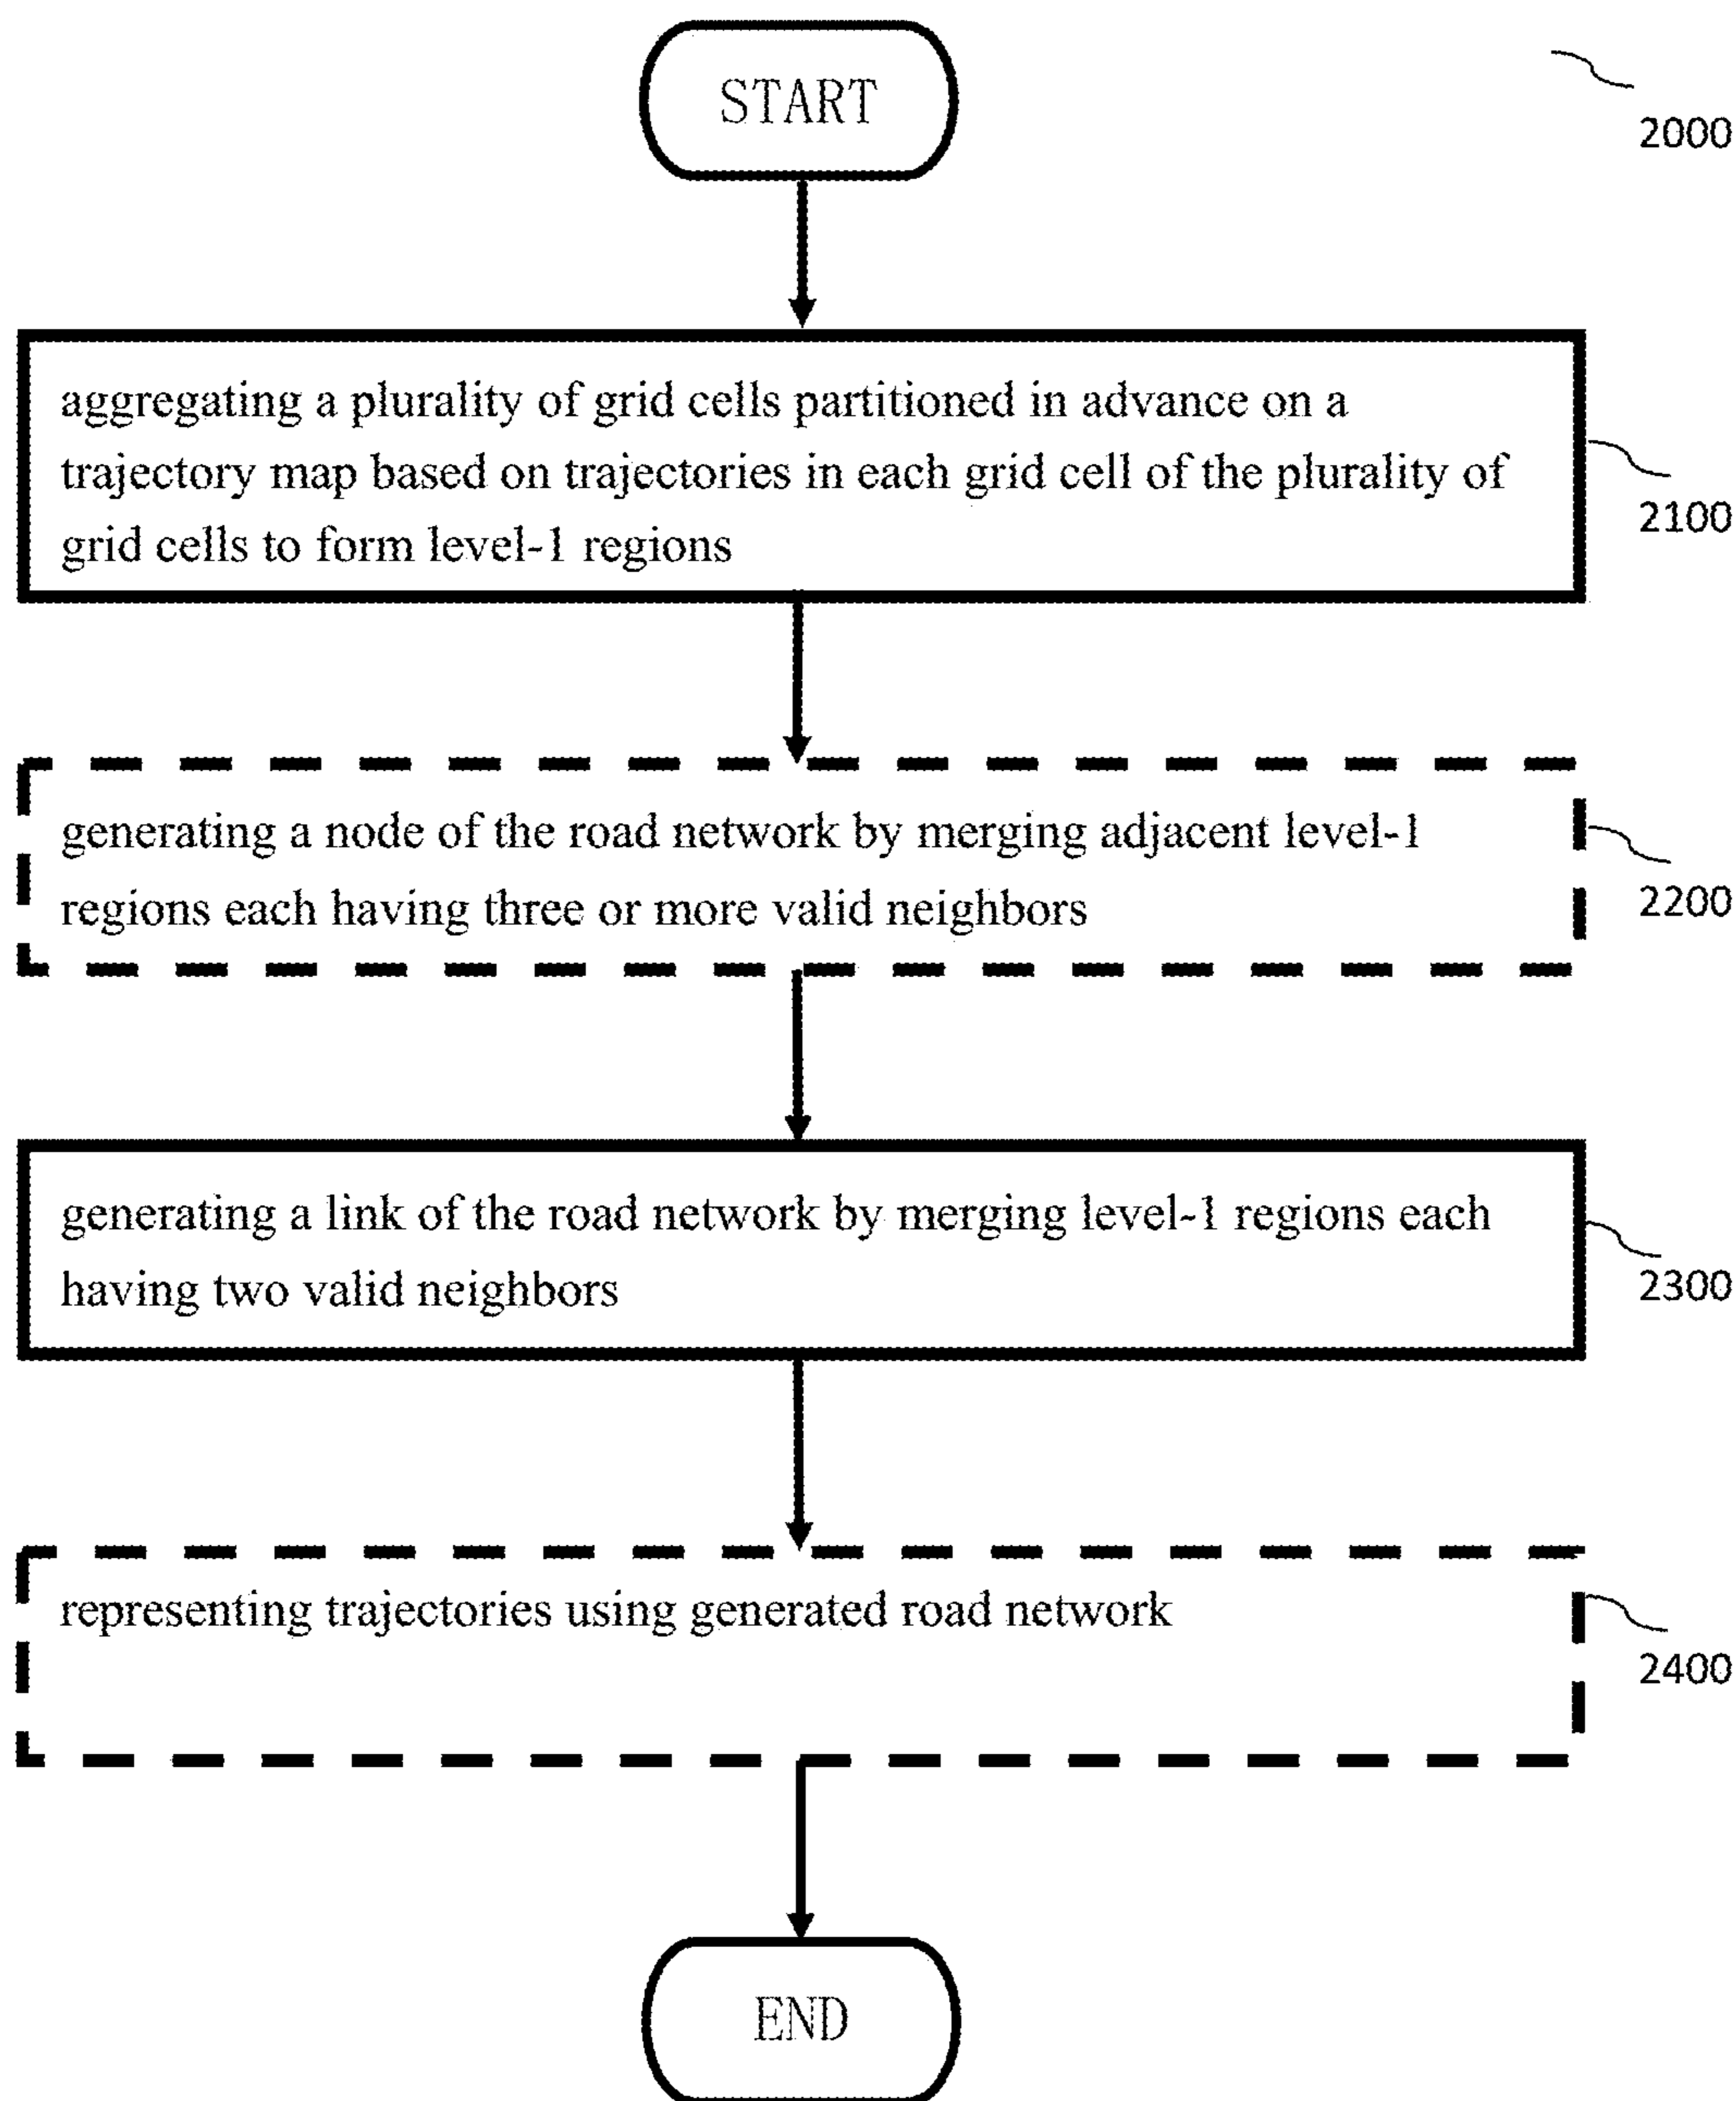 START
2000
aggregating a plurality of grid cells partitioned in advance on a
trajectory map based on trajectories in each grid cell of the plurality of
grid cells to form level-1 regions
2100
generating a node of the road network by merging adjacent level-1
regions each having three or more valid neighbors
2200
generating a link of the road network by merging level-1 regions each
having two valid neighbors
2300
representing trajectories using generated road network
2400
END